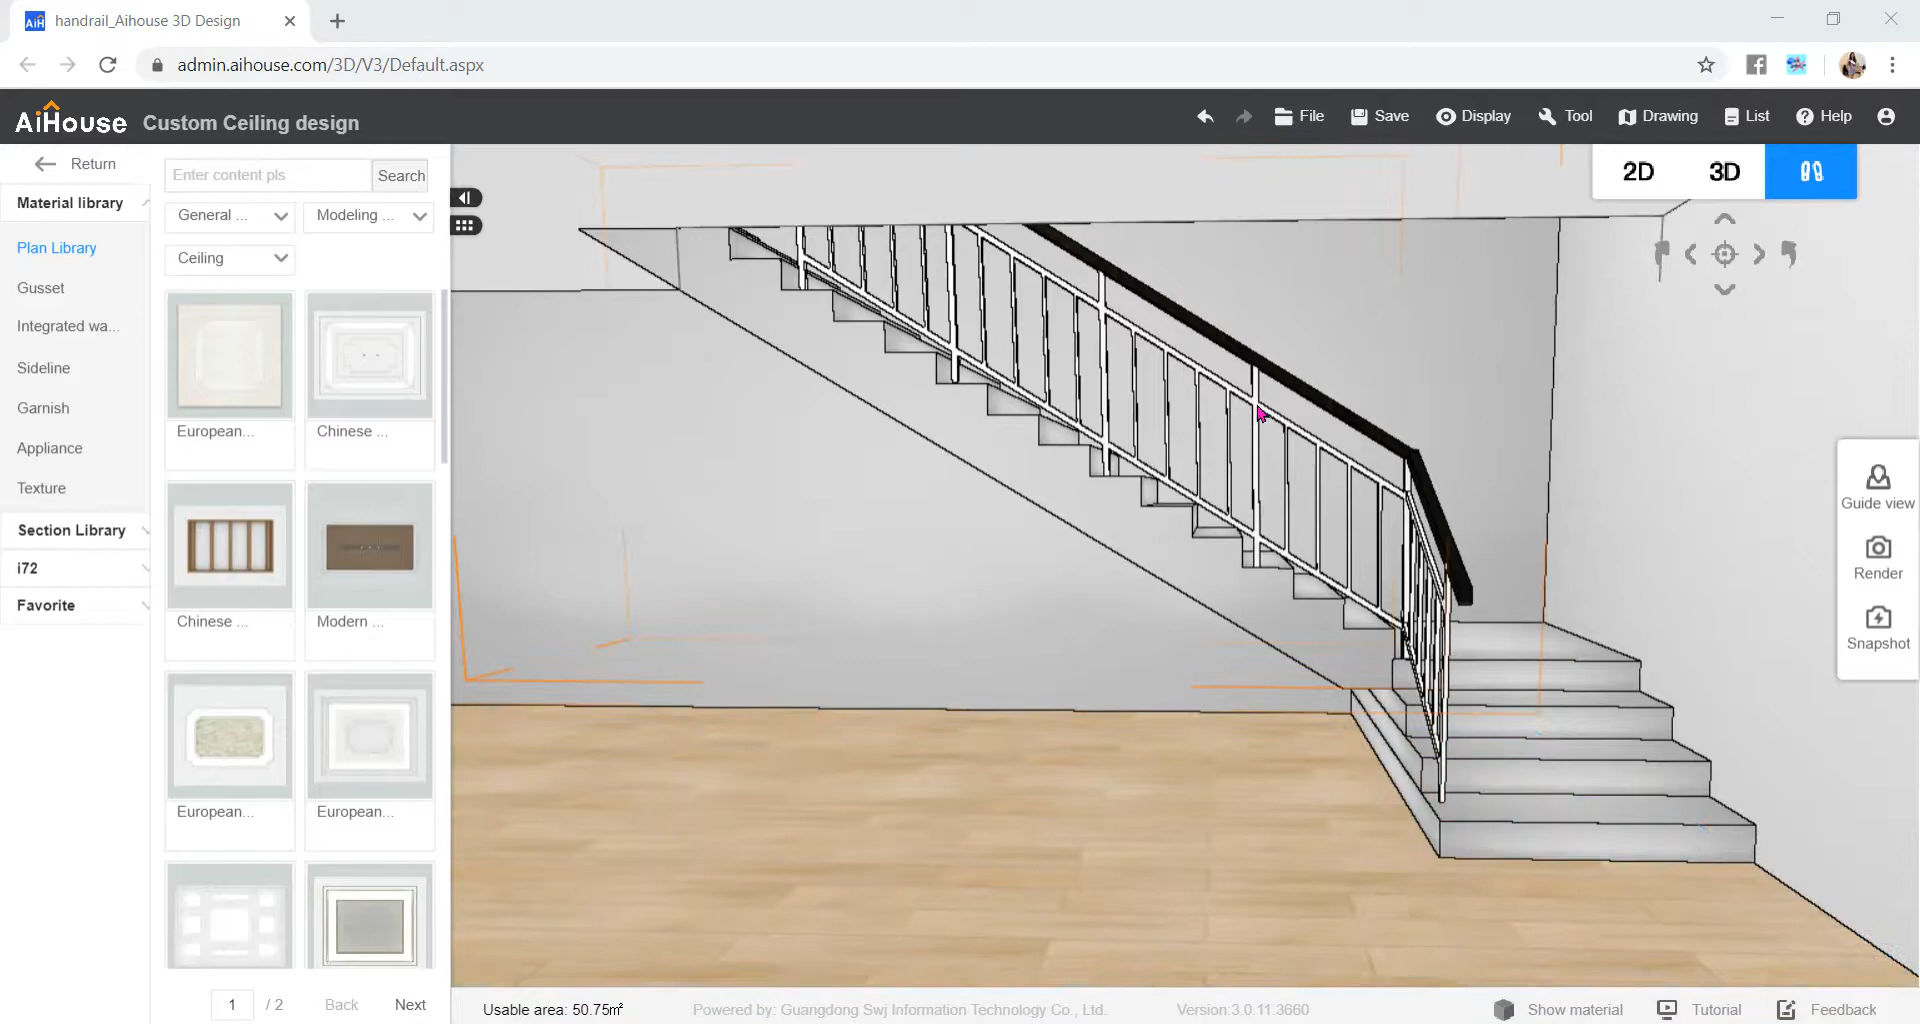 AiH handrail_Aihouse 3D Design
admin.aihouse.com/3D/V3/Default.aspx
AiHouse Custom Ceiling design
File Save Display Tool Drawing List Help
Return
Material library
Plan Library
Gusset
Integrated wa...
Sideline
Garnish
Appliance
Texture
Section Library
i72
Favorite
Enter content pls Search
General ... Modeling ...
Ceiling
European... Chinese ...
Chinese ... Modern ...
European... European...
1 / 2 Back Next
2D 3D
Guide view
Render
Snapshot
Usable area: 50.75㎡ Powered by: Guangdong Swj Information Technology Co., Ltd. Version:3.0.11.3660 Show material Tutorial Feedback